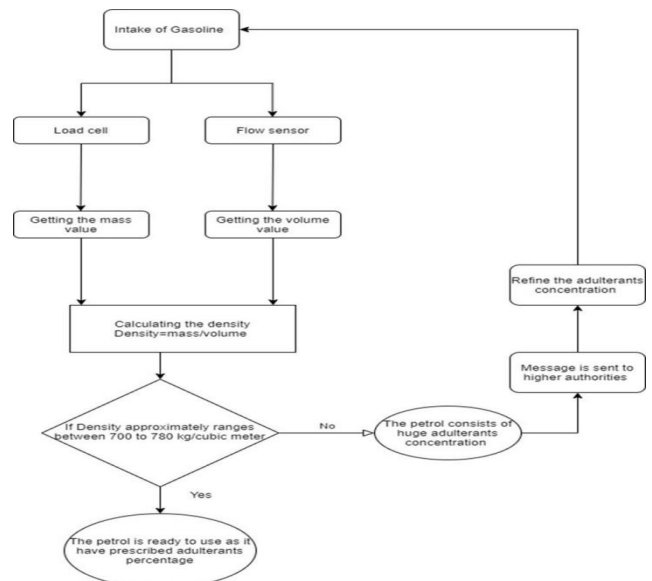 Intake of Gasoline
Load cell
Flow sensor
Getting the mass
value
Getting the volume
value
Refine the adulterants
concentration
Calculating the density
Density=mass/volume
Message is sent to
higher authorities
If Density approximately ranges
between 700 to 780 kg/cubic meter
No
The petrol consists of
huge adulterants
concentration
Yes
The petrol is ready to use as it
have prescribed adulterants
percentage